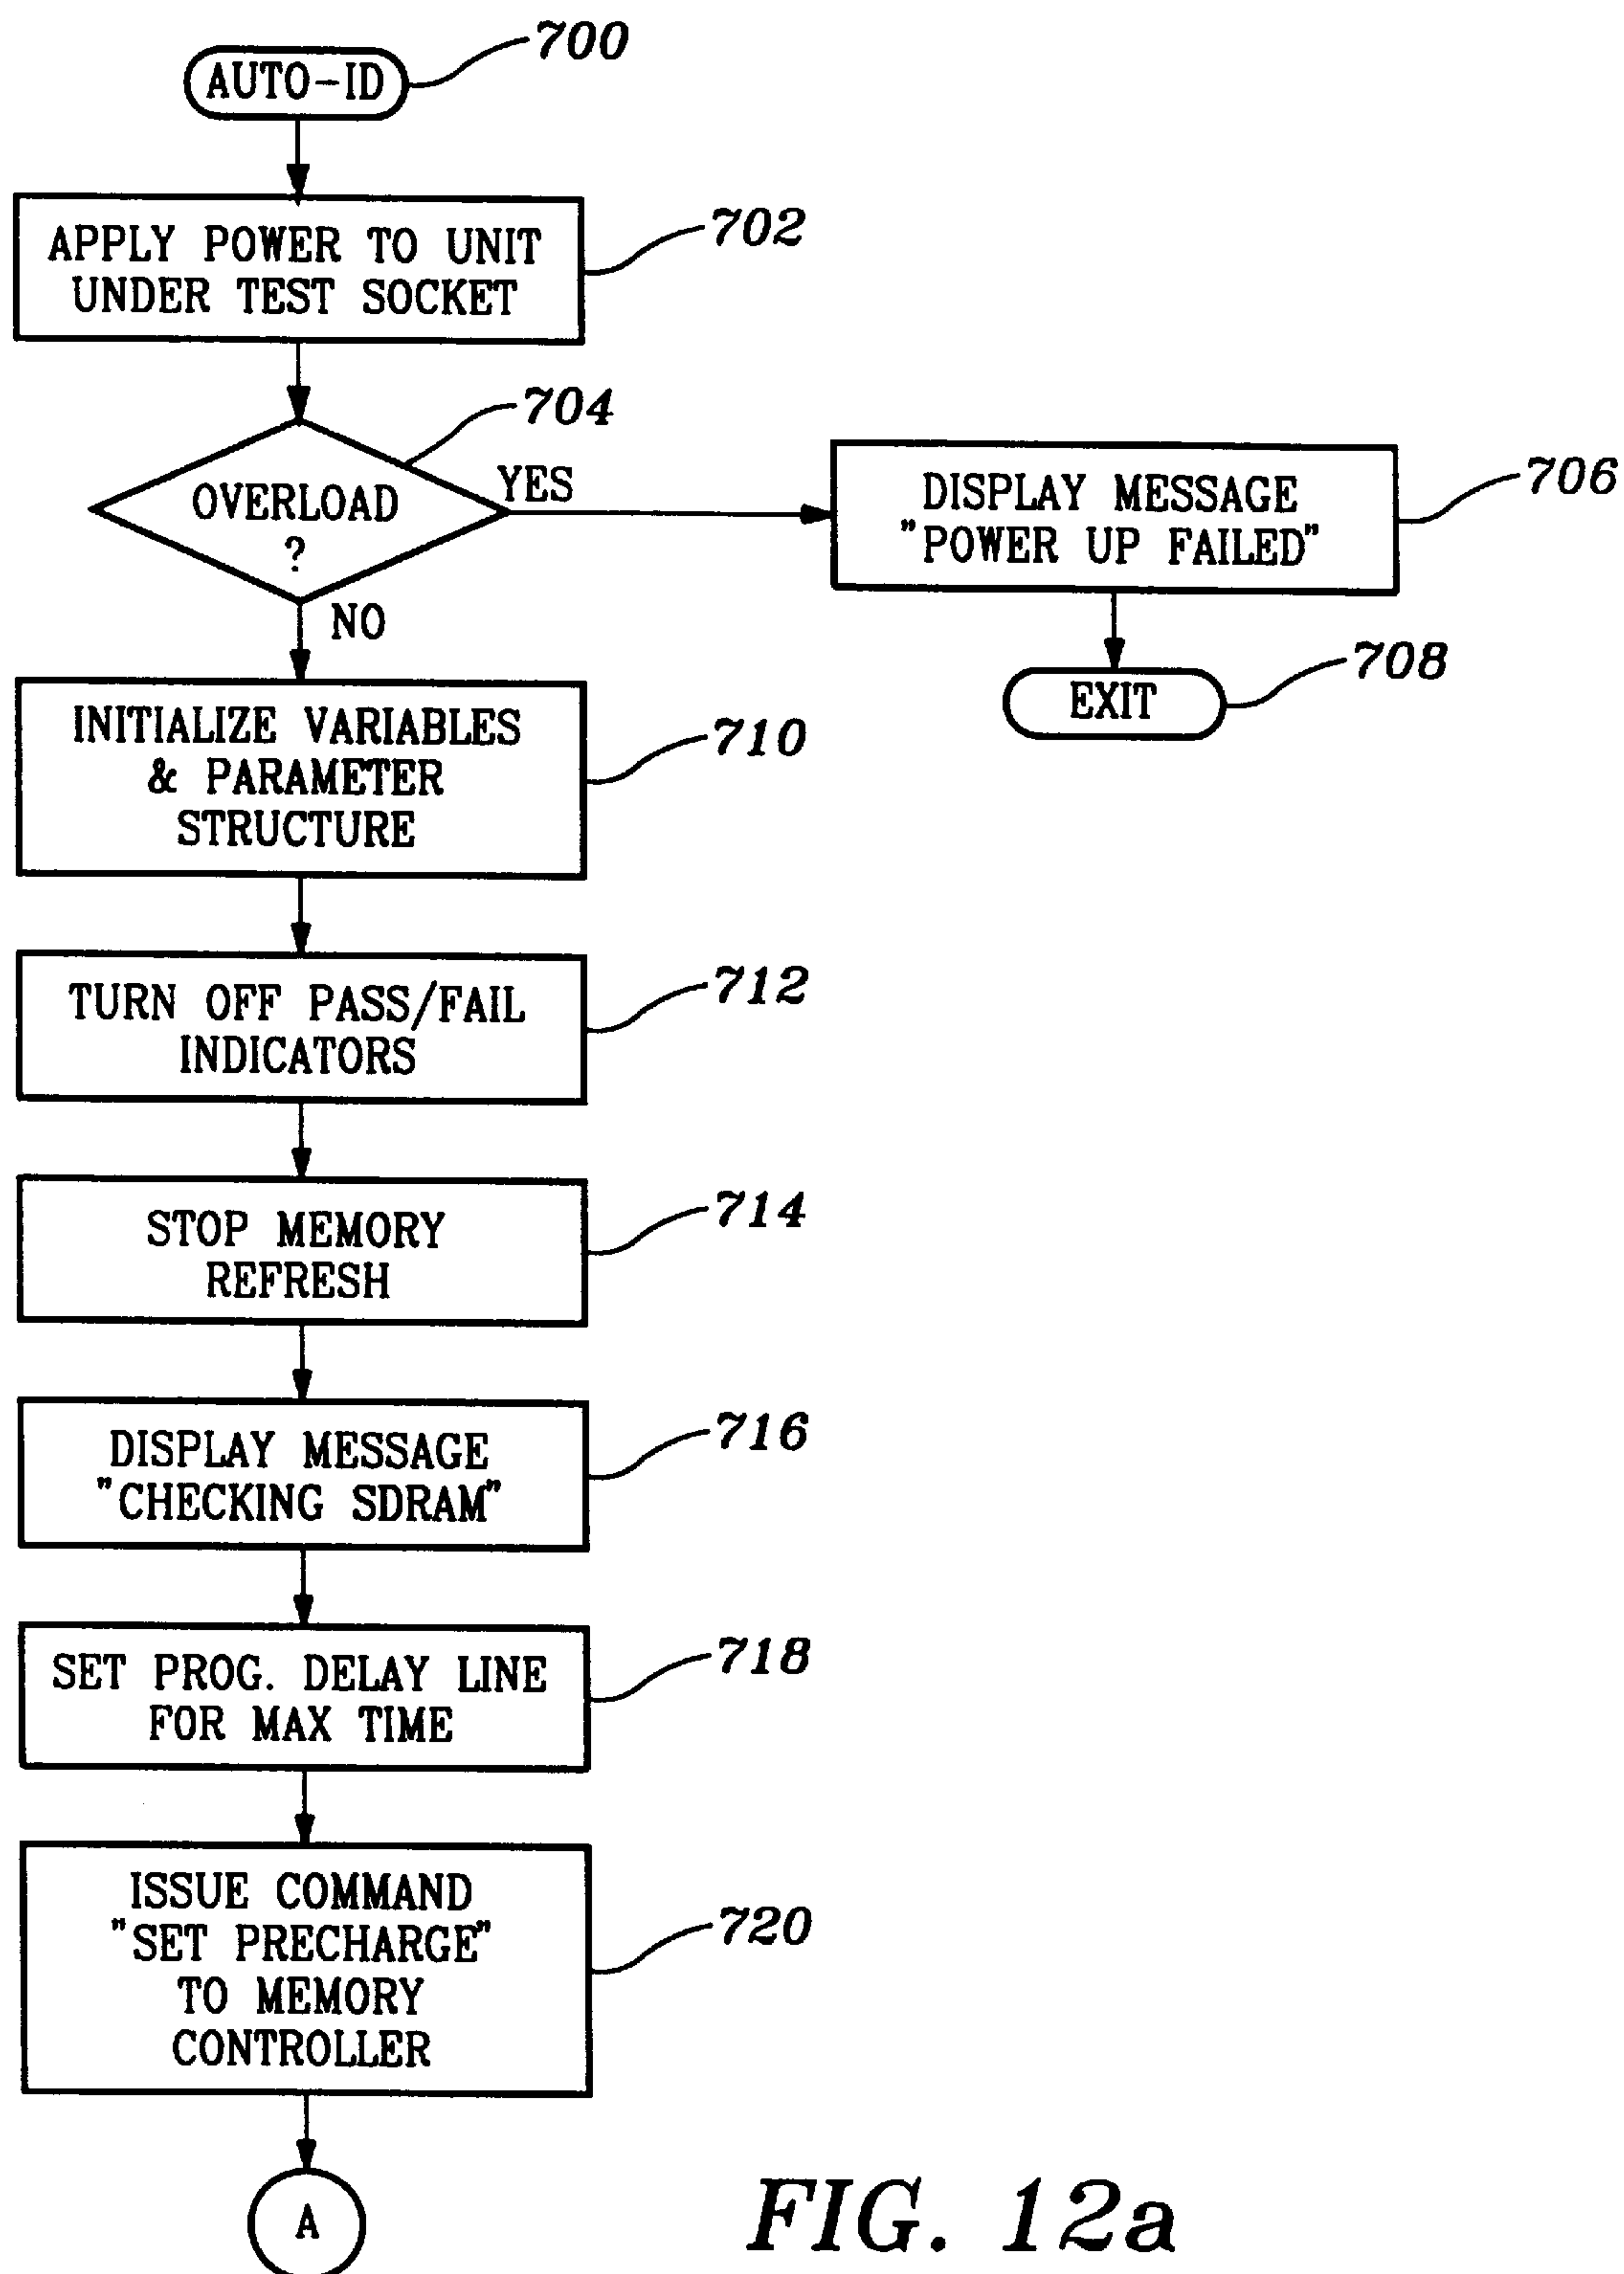 AUTO-ID
700
APPLY POWER TO UNIT
UNDER TEST SOCKET
702
OVERLOAD
?
704
YES
NO
DISPLAY MESSAGE
"POWER UP FAILED"
706
EXIT
708
INITIALIZE VARIABLES
& PARAMETER
STRUCTURE
710
TURN OFF PASS/FAIL
INDICATORS
712
STOP MEMORY
REFRESH
714
DISPLAY MESSAGE
"CHECKING SDRAM"
716
SET PROG. DELAY LINE
FOR MAX TIME
718
ISSUE COMMAND
"SET PRECHARGE"
TO MEMORY
CONTROLLER
720
A
FIG. 12a